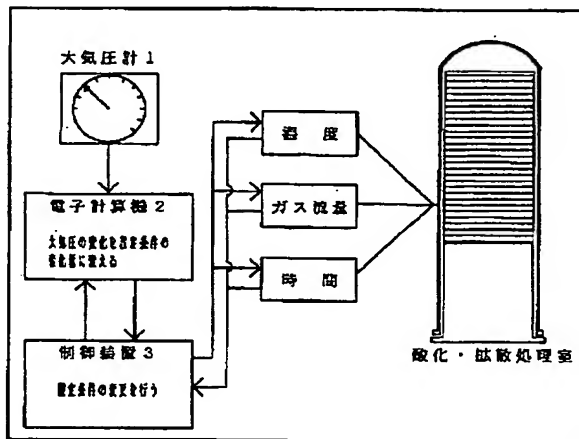 大気圧計1
電子計算機2
大気圧の変化を設定条件の
変化量に変える
制御装置3
設定条件の変更を行う
温度
ガス流量
時間
酸化・拡散処理室